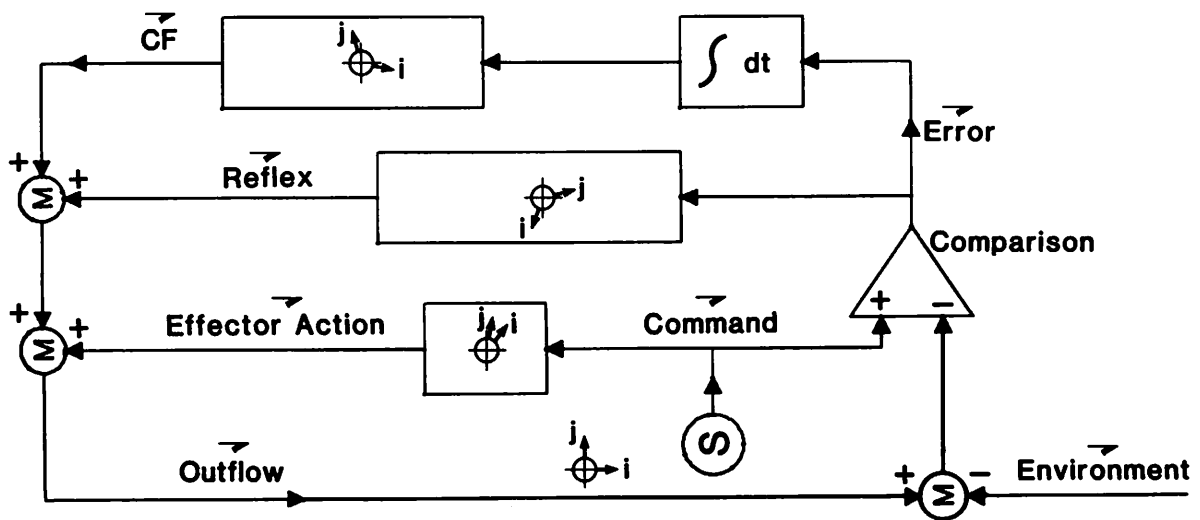 CF
j
i
∫ dt
Error
+
+
M
Reflex
j
i
Comparison
+ −
+
+
M
Effector Action
j i
Command
S
j
i
Outflow
+
−
M
Environment